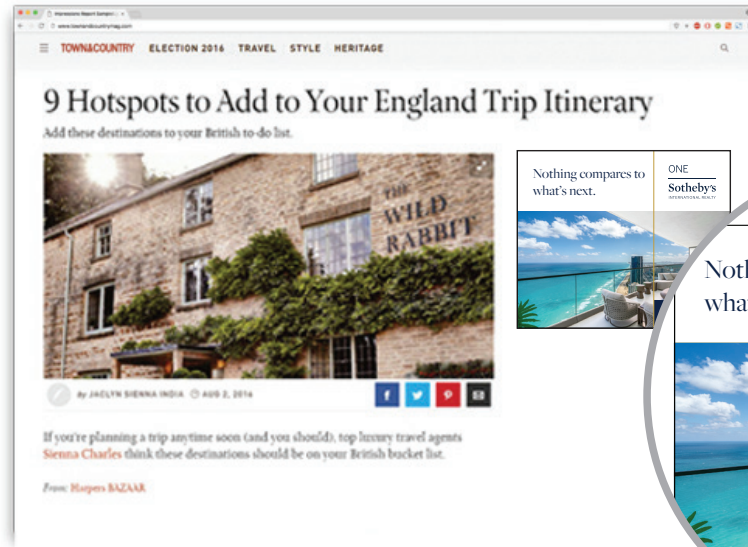 www.townandcountrymag.com
TOWN&COUNTRY ELECTION 2016 TRAVEL STYLE HERITAGE
9 Hotspots to Add to Your England Trip Itinerary
Add these destinations to your British to-do list.
THE
WILD
RABBIT
By JACLYN SIENNA INDIA AUG 2, 2016
If you're planning a trip anytime soon (and you should), top luxury travel agents
Sienna Charles think these destinations should be on your British bucket list.
From: Harpers BAZAAR
Nothing compares to
what's next.
ONE
Sotheby's
INTERNATIONAL REALTY